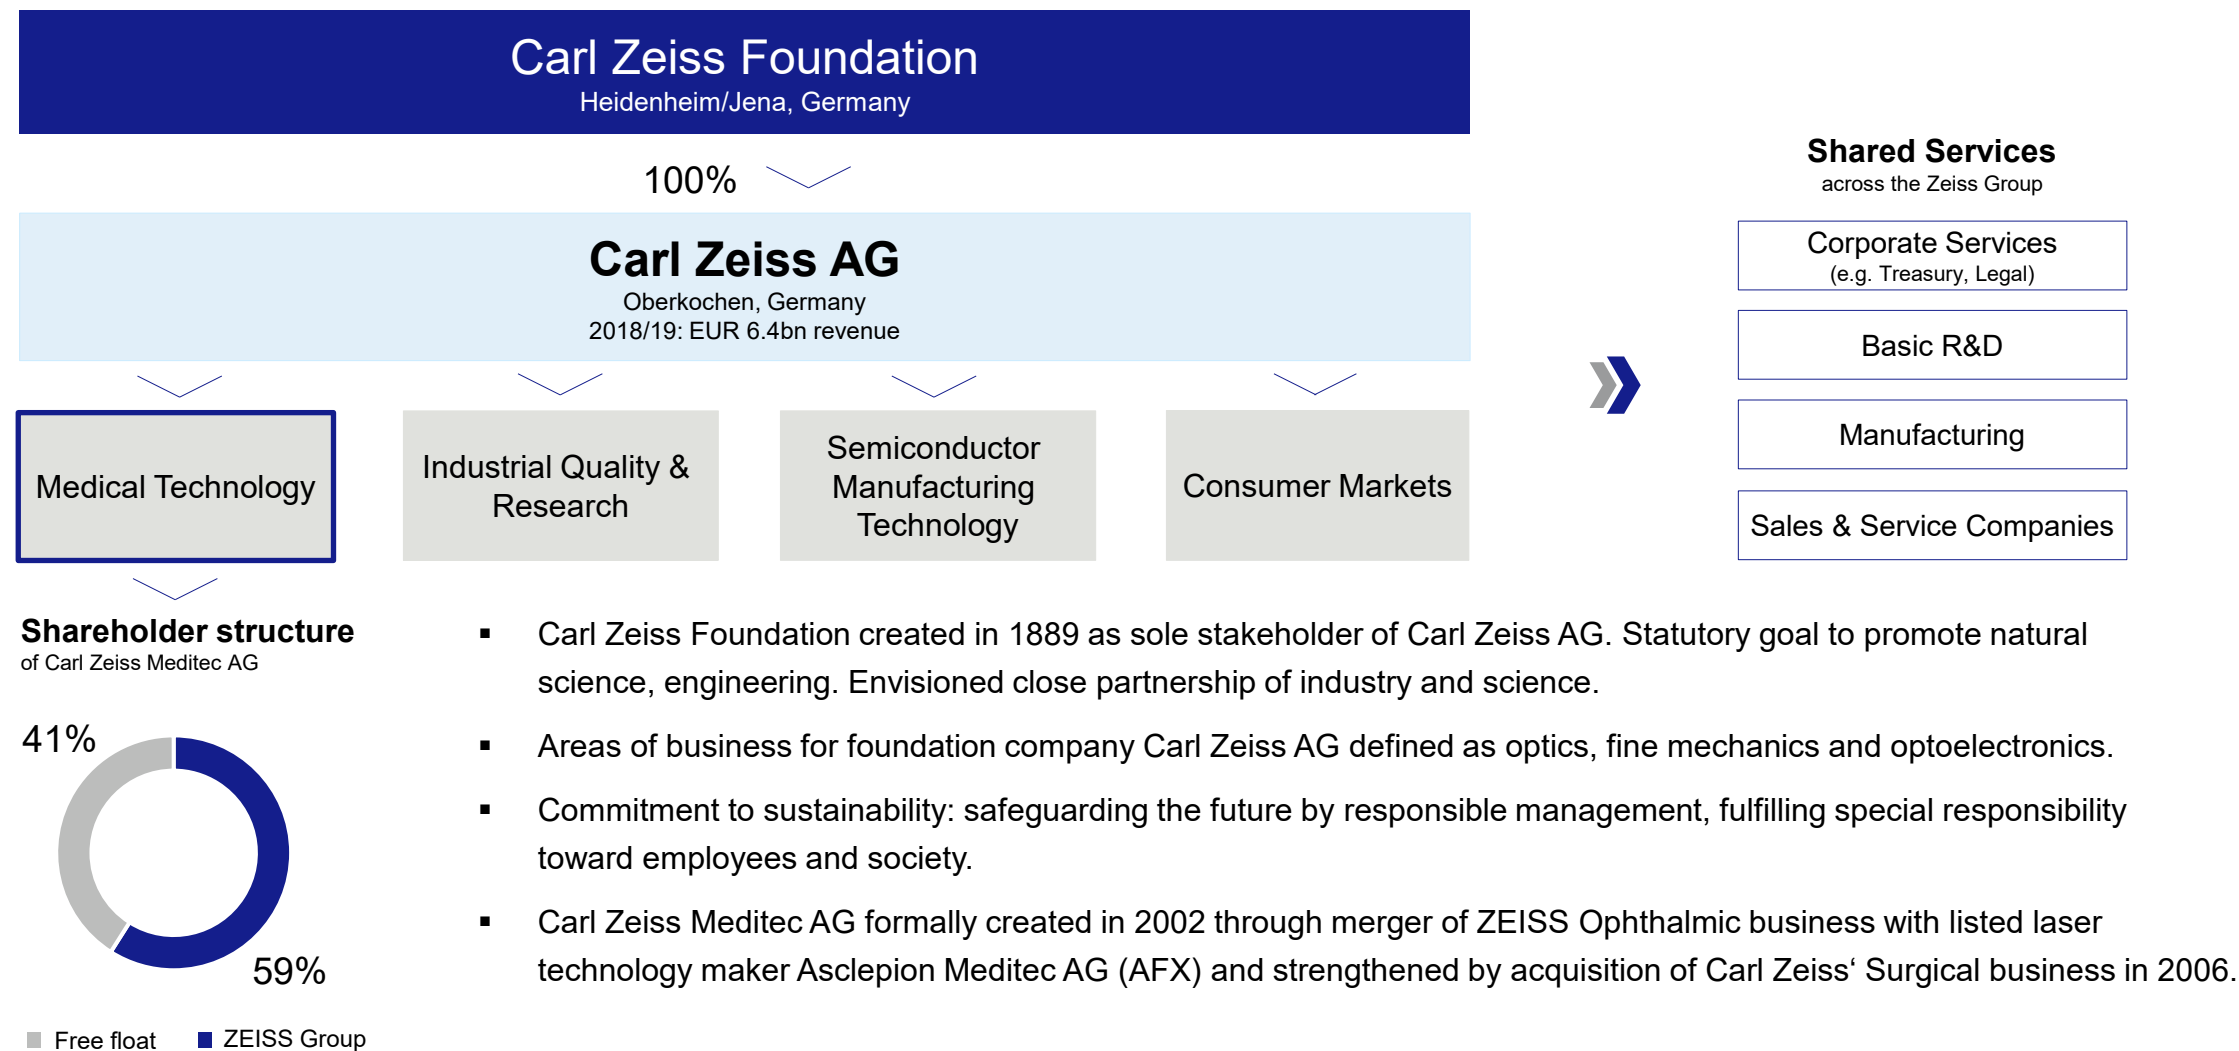 Carl Zeiss Foundation
Heidenheim/Jena, Germany
100%
Carl Zeiss AG
Oberkochen, Germany
2018/19: EUR 6.4bn revenue
Medical Technology
Industrial Quality &
Research
Semiconductor
Manufacturing
Technology
Consumer Markets
Shared Services
across the Zeiss Group
Corporate Services
(e.g. Treasury, Legal)
Basic R&D
Manufacturing
Sales & Service Companies
Shareholder structure
of Carl Zeiss Meditec AG
41%
59%
Free float
ZEISS Group
▪ Carl Zeiss Foundation created in 1889 as sole stakeholder of Carl Zeiss AG. Statutory goal to promote natural
science, engineering. Envisioned close partnership of industry and science.
▪ Areas of business for foundation company Carl Zeiss AG defined as optics, fine mechanics and optoelectronics.
▪ Commitment to sustainability: safeguarding the future by responsible management, fulfilling special responsibility
toward employees and society.
▪ Carl Zeiss Meditec AG formally created in 2002 through merger of ZEISS Ophthalmic business with listed laser
technology maker Asclepion Meditec AG (AFX) and strengthened by acquisition of Carl Zeiss‘ Surgical business in 2006.